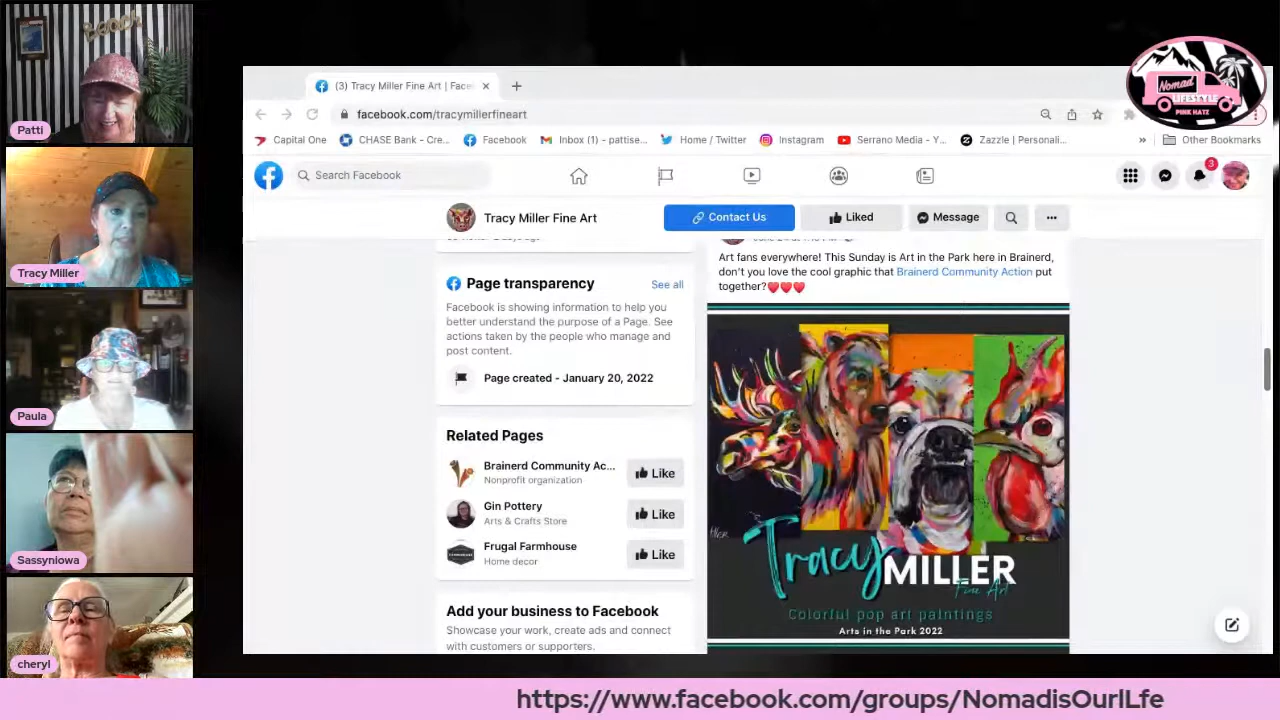 Patti
Tracy Miller
Paula
SassynIowa
cheryl
Nomad
LIFESTYLE
PINK HATZ
(3) Tracy Miller Fine Art | Face
facebook.com/tracymillerfineart
Capital One
CHASE Bank - Cre...
Facebook
Inbox (1) - pattise...
Home / Twitter
Instagram
Serrano Media - Y...
Zazzle | Personali...
»
Other Bookmarks
Search Facebook
3
Tracy Miller Fine Art
Contact Us
Liked
Message
Page transparency
See all
Facebook is showing information to help you
better understand the purpose of a Page. See
actions taken by the people who manage and
post content.
Page created - January 20, 2022
Related Pages
Brainerd Community Ac...
Nonprofit organization
Like
Gin Pottery
Arts & Crafts Store
Like
Frugal Farmhouse
Home decor
Like
Add your business to Facebook
Showcase your work, create ads and connect
with customers or supporters.
Art fans everywhere! This Sunday is Art in the Park here in Brainerd,
don't you love the cool graphic that Brainerd Community Action put
together?❤️❤️❤️
Tracy MILLER
Fine Art
Colorful pop art paintings
Arts in the Park 2022
https://www.facebook.com/groups/NomadisOurlLfe